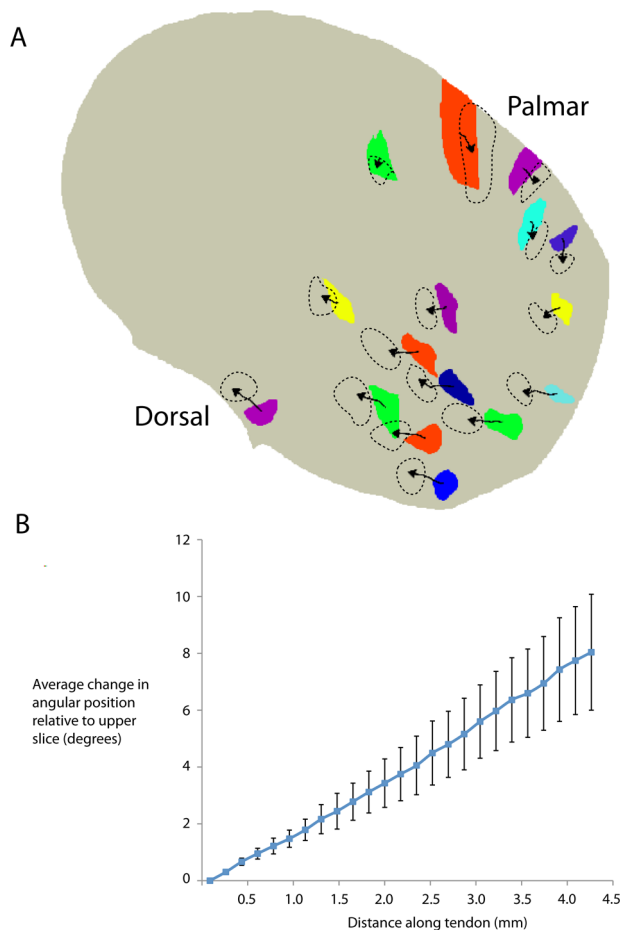 A
Palmar
Dorsal
B
12
10
8
6
4
2
0
Average change in
angular position
relative to upper
slice (degrees)
0.5 1.0 1.5 2.0 2.5 3.0 3.5 4.0 4.5
Distance along tendon (mm)